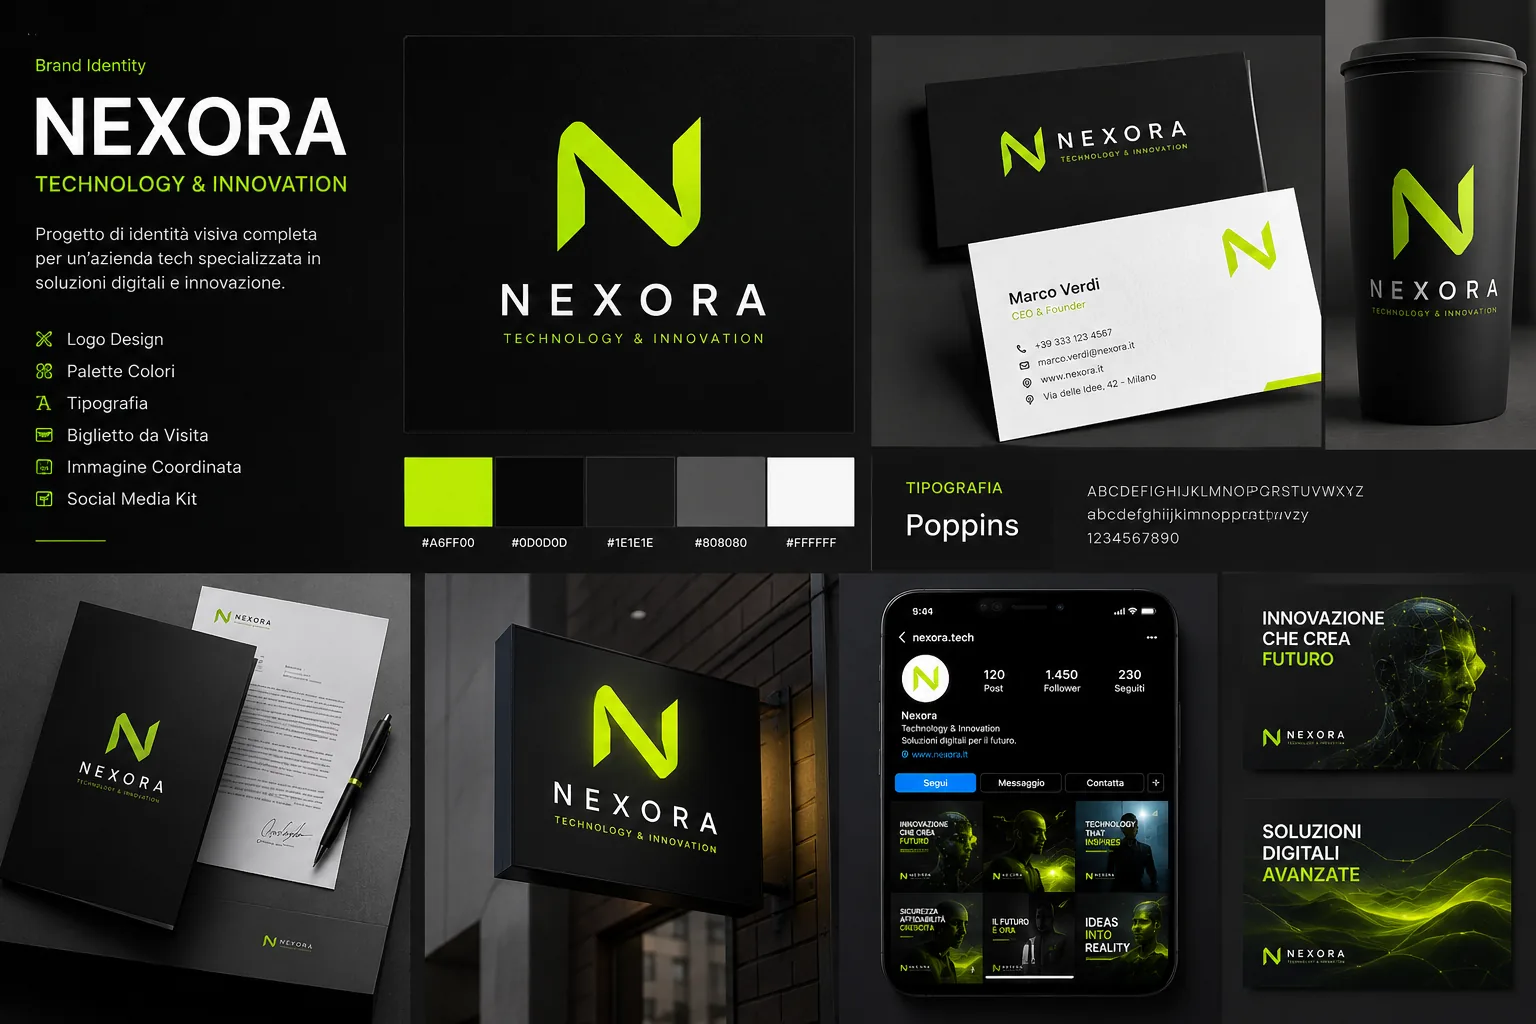 Brand Identity
NEXORA
TECHNOLOGY & INNOVATION
Progetto di identità visiva completa
per un'azienda tech specializzata in
soluzioni digitali e innovazione.
Logo Design
Palette Colori
Tipografia
Biglietto da Visita
Immagine Coordinata
Social Media Kit
NEXORA
TECHNOLOGY & INNOVATION
#A6FF00
#0D0D0D
#1E1E1E
#808080
#FFFFFF
NEXORA
TECHNOLOGY & INNOVATION
Marco Verdi
CEO & Founder
+39 333 123 4567
marco.verdi@nexora.it
www.nexora.it
Via delle Idee, 42 - Milano
NEXORA
TECHNOLOGY & INNOVATION
TIPOGRAFIA
Poppins
1234567890
NEXORA
NEXORA
TECHNOLOGY & INNOVATION
NEXORA
TECHNOLOGY & INNOVATION
9:04
nexora.tech
120
Post
1.450
Follower
230
Seguiti
Nexora
Technology & Innovation
Soluzioni digitali per il futuro.
www.nexora.it
Segui
Messaggio
Contatta
+
INNOVAZIONE
CHE CREA
FUTURO
TECHNOLOGY
THAT
INSPIRES
SICUREZZA
IL FUTURO
È ORA
IDEAS
INTO
REALITY
INNOVAZIONE
CHE CREA
FUTURO
NEXORA
SOLUZIONI
DIGITALI
AVANZATE
NEXORA